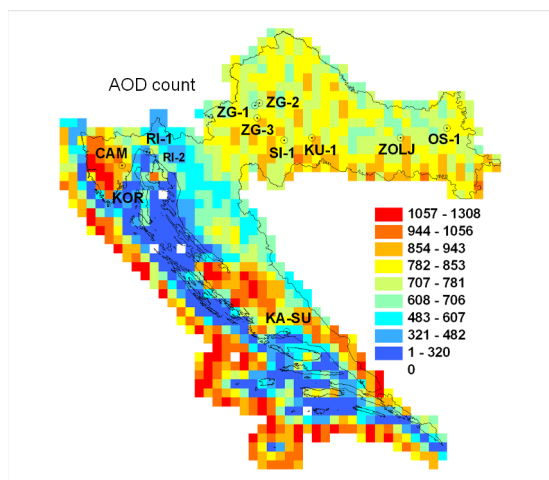 AOD count
ZG-2
ZG-1
ZG-3
RI-1
OS-1
SI-1
KU-1
ZOLJ
CAM
RI-2
KOR
KA-SU
1057 - 1308
944 - 1056
854 - 943
782 - 853
707 - 781
608 - 706
483 - 607
321 - 482
1 - 320
0